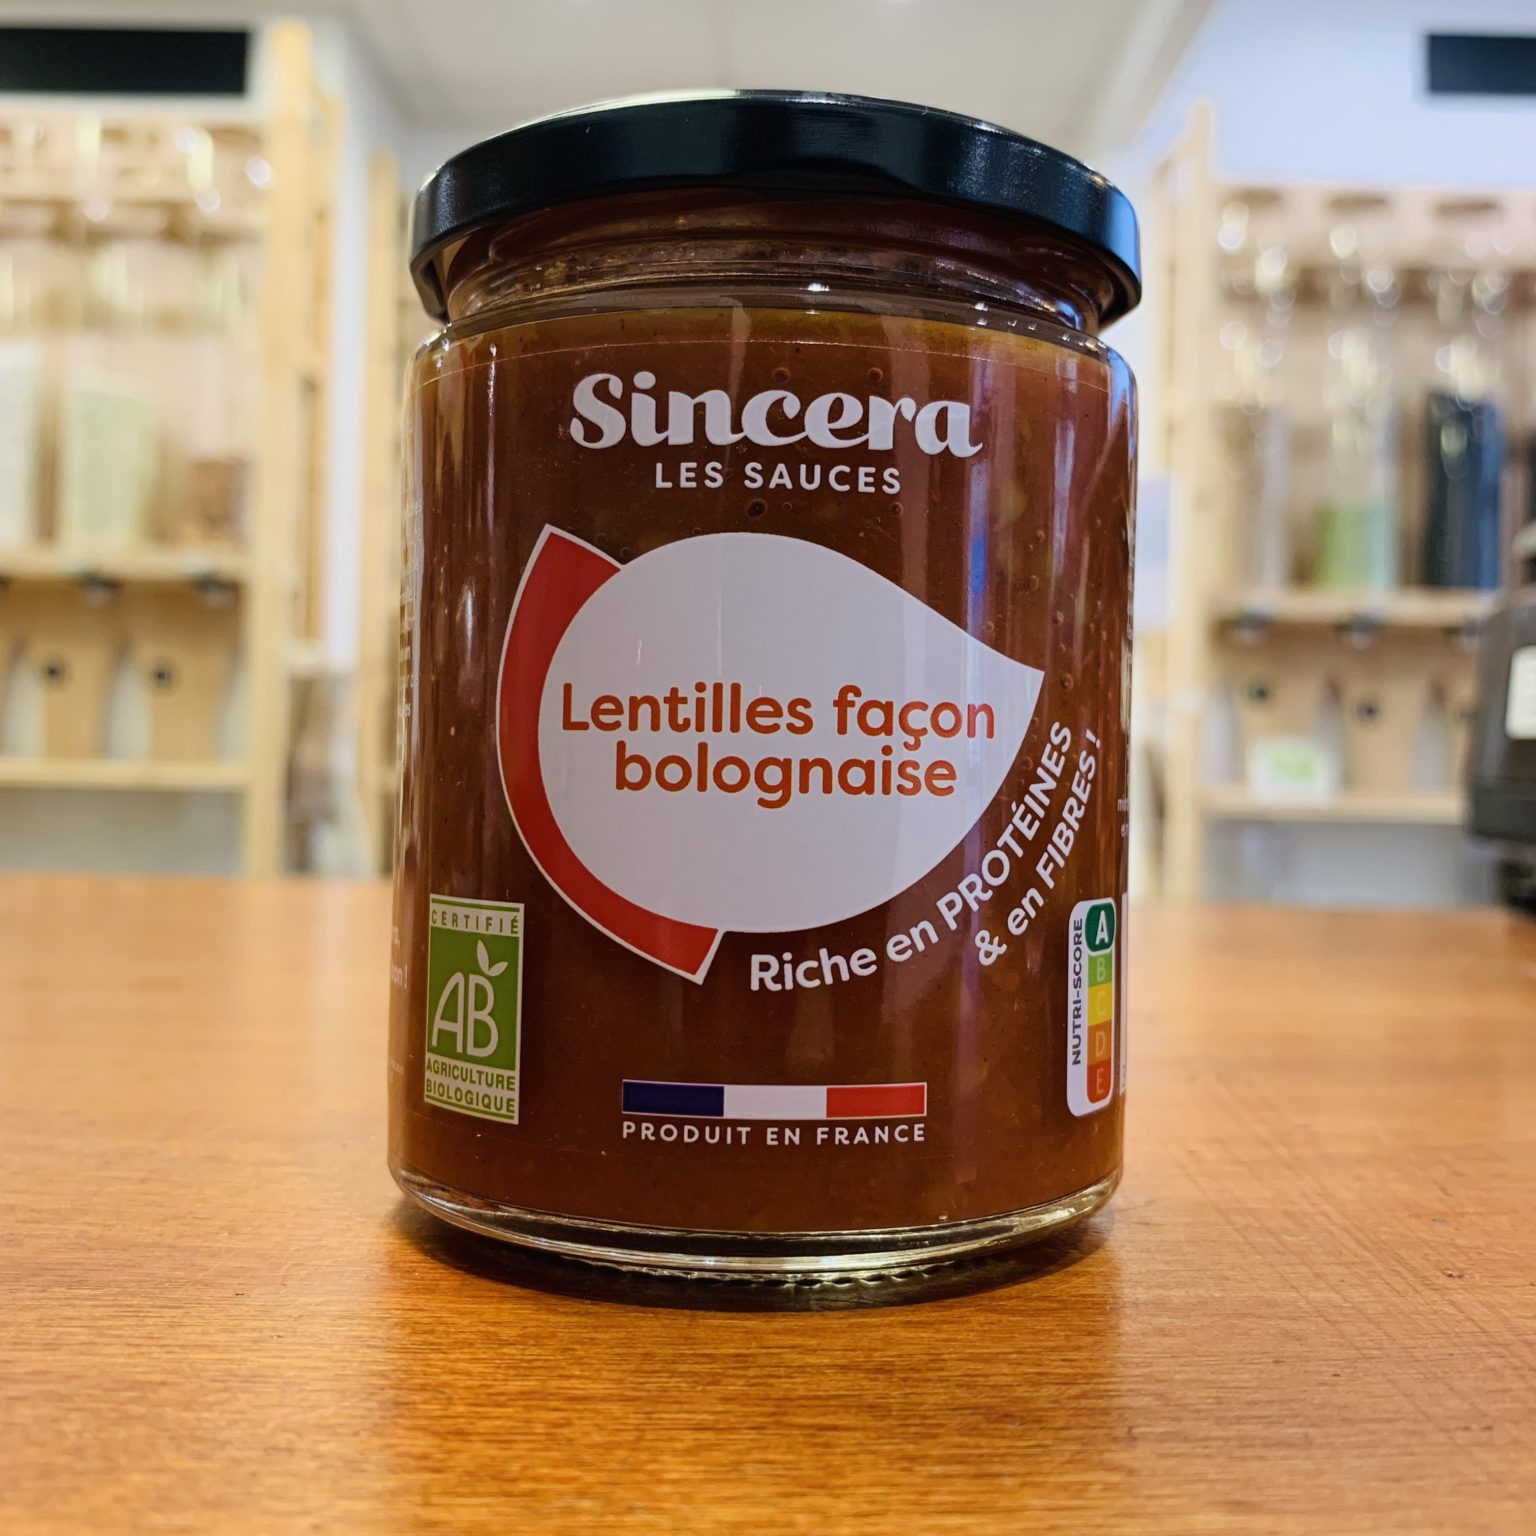 Sincera
LES SAUCES
Lentilles façon
bolognaise
Riche en PROTÉINES
& en FIBRES !
CERTIFIÉ
AB
AGRICULTURE
BIOLOGIQUE
PRODUIT EN FRANCE
NUTRI-SCORE
A
B
C
D
E